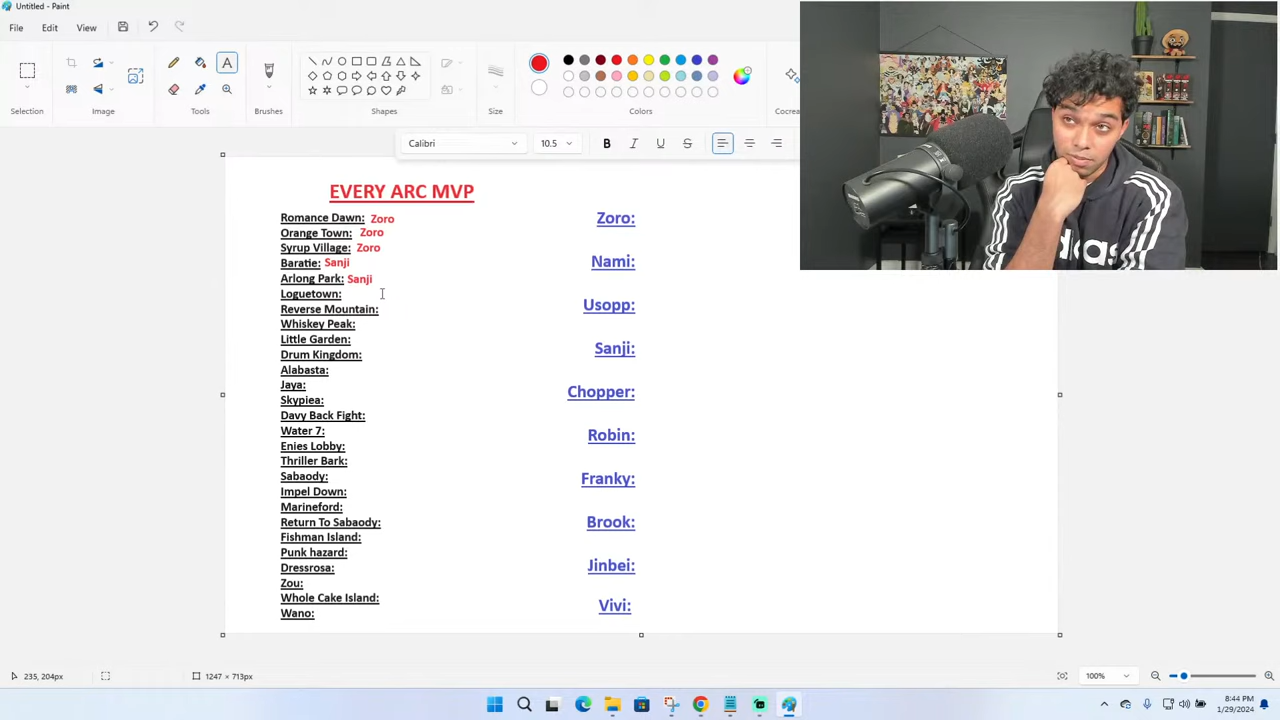 Untitled - Paint
File Edit View
Selection
Image
Tools
Brushes
Shapes
Size
Colors
Cocrea
Calibri
10.5
B I U S
EVERY ARC MVP
Romance Dawn: Zoro
Orange Town: Zoro
Syrup Village: Zoro
Baratie: Sanji
Arlong Park: Sanji
Loguetown:
Reverse Mountain:
Whiskey Peak:
Little Garden:
Drum Kingdom:
Alabasta:
Jaya:
Skypiea:
Davy Back Fight:
Water 7:
Enies Lobby:
Thriller Bark:
Sabaody:
Impel Down:
Marineford:
Return To Sabaody:
Fishman Island:
Punk hazard:
Dressrosa:
Zou:
Whole Cake Island:
Wano:
Zoro:
Nami:
Usopp:
Sanji:
Chopper:
Robin:
Franky:
Brook:
Jinbei:
Vivi:
235, 204px
1247 × 713px
100%
8:44 PM
1/29/2024